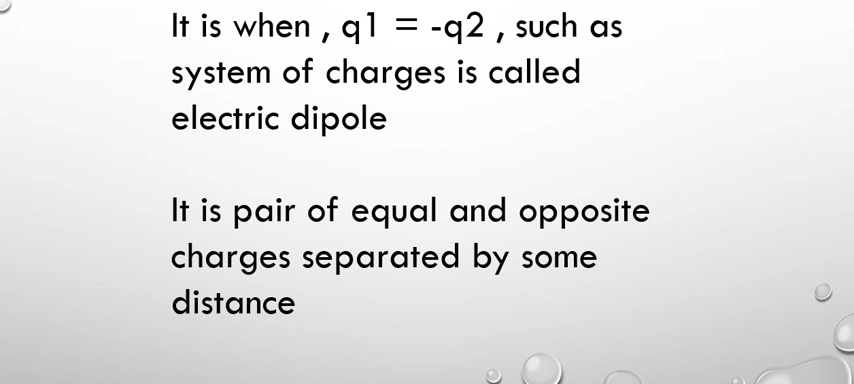 It is when , q1 = -q2 , such as
system of charges is called
electric dipole
It is pair of equal and opposite
charges separated by some
distance